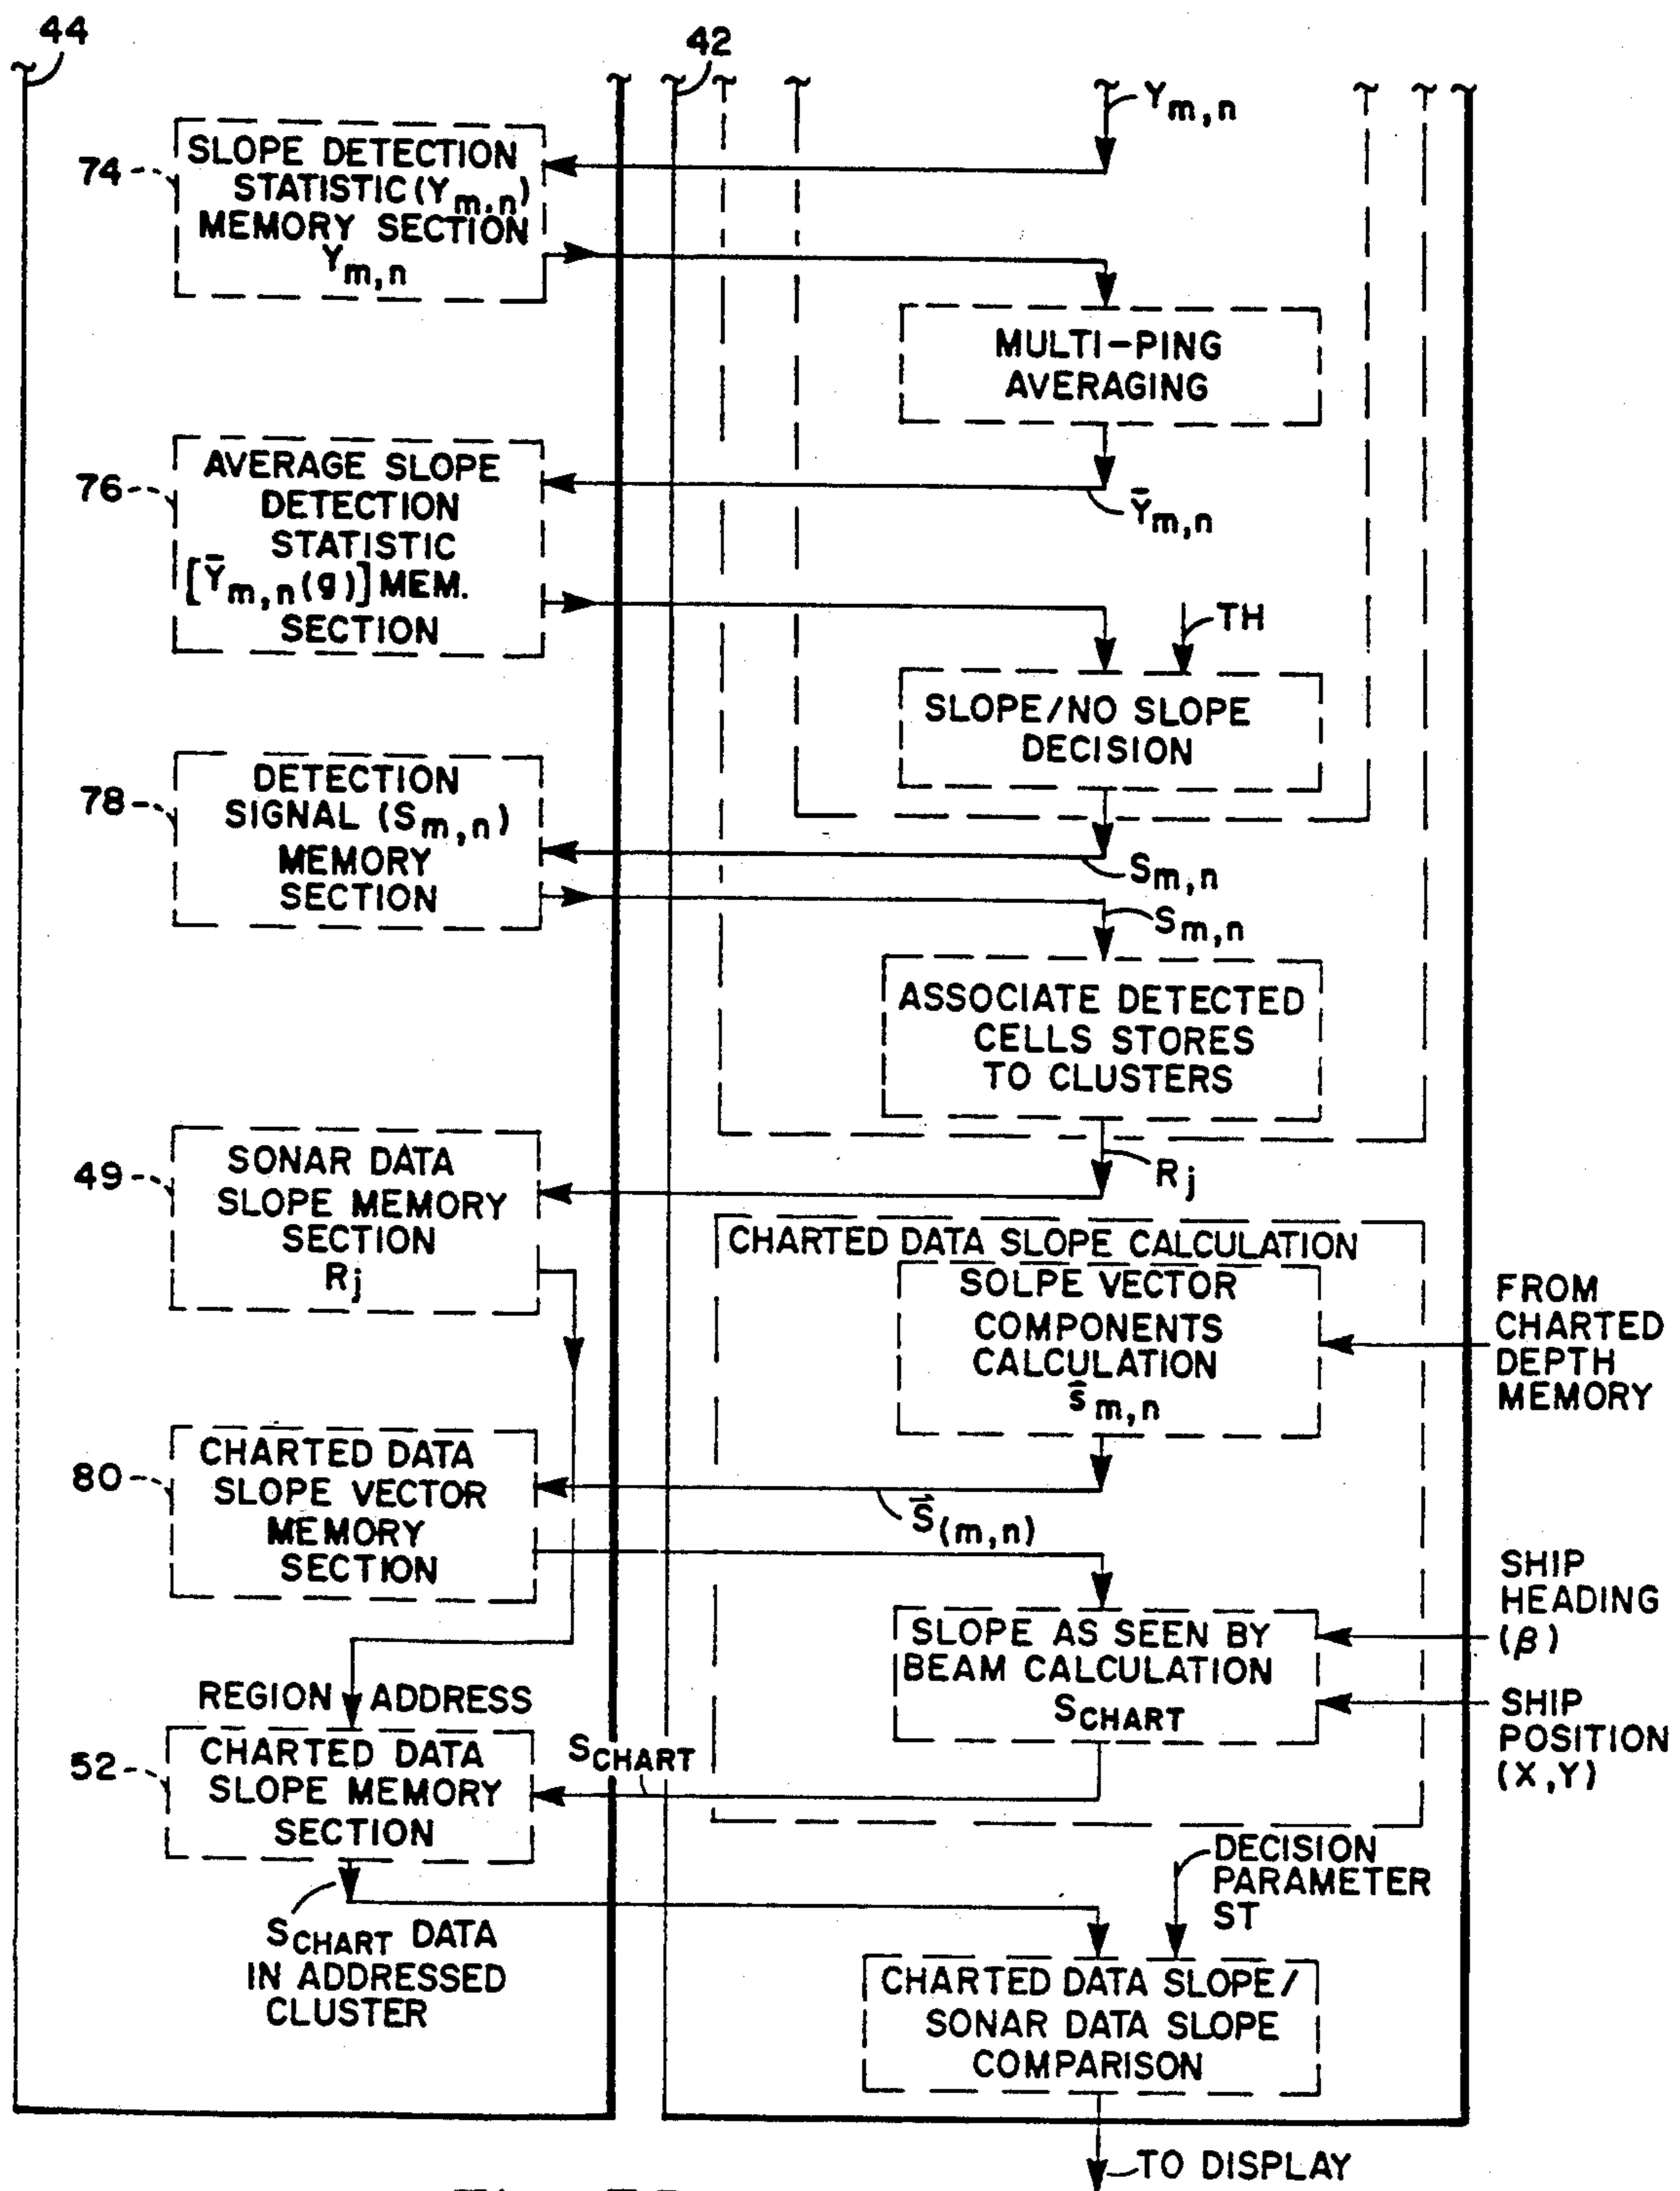 44
42
Ym,n
74
SLOPE DETECTION
STATISTIC (Ym,n)
MEMORY SECTION
Ym,n
MULTI-PING
AVERAGING
76
AVERAGE SLOPE
DETECTION
STATISTIC
[Ȳm,n(g)] MEM.
SECTION
Ȳm,n
TH
SLOPE/NO SLOPE
DECISION
78
DETECTION
SIGNAL (Sm,n)
MEMORY
SECTION
Sm,n
Sm,n
ASSOCIATE DETECTED
CELLS STORES
TO CLUSTERS
49
SONAR DATA
SLOPE MEMORY
SECTION
Rj
Rj
CHARTED DATA SLOPE CALCULATION
SOLPE VECTOR
COMPONENTS
CALCULATION
s⃗m,n
FROM
CHARTED
DEPTH
MEMORY
80
CHARTED DATA
SLOPE VECTOR
MEMORY
SECTION
S⃗(m,n)
SLOPE AS SEEN BY
BEAM CALCULATION
SCHART
SHIP
HEADING
(β)
SHIP
POSITION
(X,Y)
REGION ADDRESS
52
CHARTED DATA
SLOPE MEMORY
SECTION
SCHART
DECISION
PARAMETER
ST
SCHART DATA
IN ADDRESSED
CLUSTER
CHARTED DATA SLOPE/
SONAR DATA SLOPE
COMPARISON
TO DISPLAY